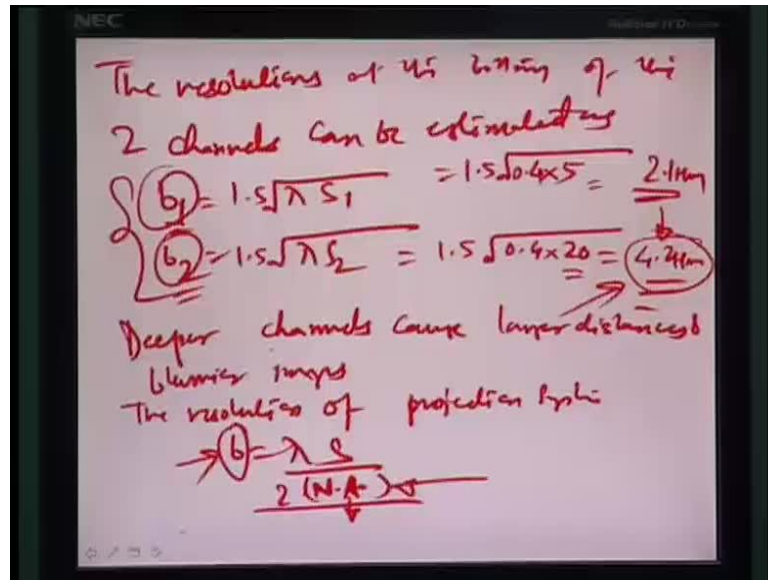 NEC
The resolutions at the bottom of the
2 channels can be estimated as
b1 = 1.5√λ S1 = 1.5√0.4×5 = 2.1µm
b2 = 1.5√λ S2 = 1.5√0.4×20 = 4.2µm
Deeper channels cause larger distances &
blurrier images
The resolution of projection system
b = λ S
2 (N.A.)